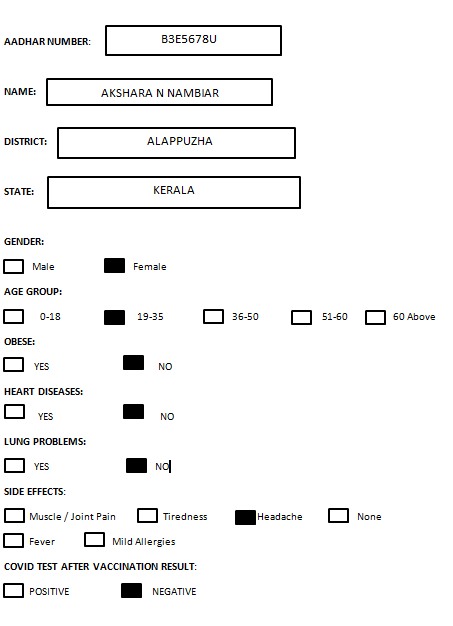 AADHAR NUMBER: B3E5678U
NAME: AKSHARA N NAMBIAR
DISTRICT: ALAPPUZHA
STATE: KERALA
GENDER:
Male Female
AGE GROUP:
0-18 19-35 36-50 51-60 60 Above
OBESE:
YES NO
HEART DISEASES:
YES NO
LUNG PROBLEMS:
YES NO
SIDE EFFECTS:
Muscle / Joint Pain Tiredness Headache None
Fever Mild Allergies
COVID TEST AFTER VACCINATION RESULT:
POSITIVE NEGATIVE